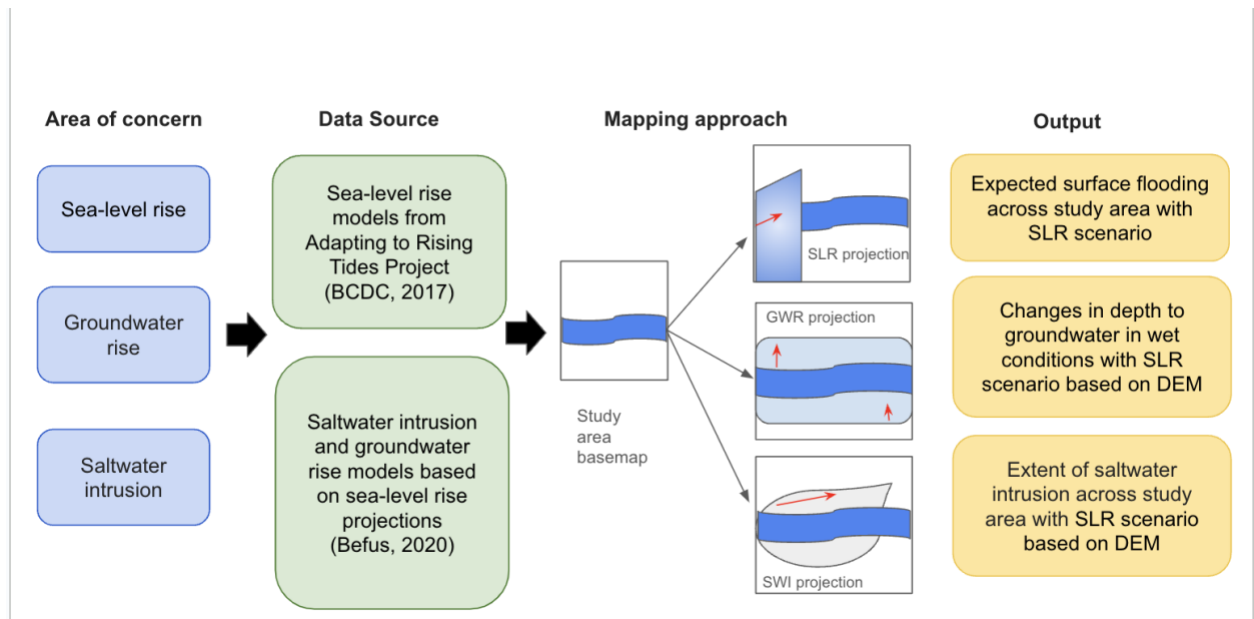 Area of concern
Data Source
Mapping approach
Output
Sea-level rise
Groundwater
rise
Saltwater
intrusion
Sea-level rise
models from
Adapting to Rising
Tides Project
(BCDC, 2017)
Saltwater intrusion
and groundwater
rise models based
on sea-level rise
projections
(Befus, 2020)
Study
area
basemap
SLR projection
GWR projection
SWI projection
Expected surface flooding
across study area with
SLR scenario
Changes in depth to
groundwater in wet
conditions with SLR
scenario based on DEM
Extent of saltwater
intrusion across study
area with SLR scenario
based on DEM